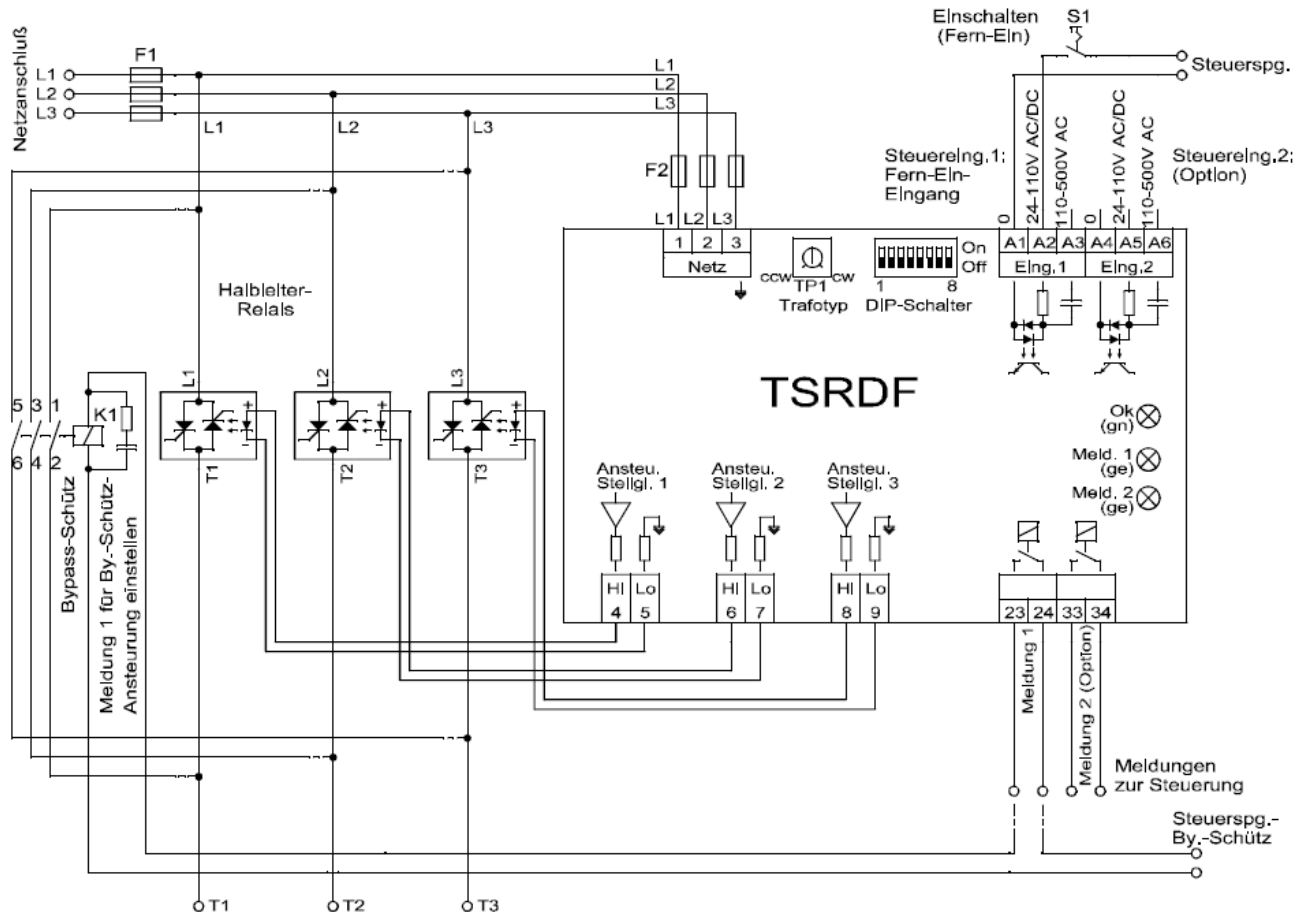 Netzanschluß
L1
L2
L3
F1
L1
L2
L3
L1
L2
L3
F2
L1 L2 L3
1 2 3
Netz
Einschalten
(Fern-Ein)
S1
Steuerspg.
Steuereing.1:
Fern-Ein-
Eingang
0
24-110V AC/DC
110-500V AC
0
24-110V AC/DC
110-500V AC
Steuereing.2:
(Option)
A1 A2 A3 A4 A5 A6
Eing.1 Eing.2
CCW TP1 CW
Trafotyp
On
Off
1 8
DIP-Schalter
Halbleiter-
Relais
TSRDF
L1
L2
L3
+
-
+
-
+
-
T1
T2
T3
5 3 1
6 4 2
K1
Bypass-Schütz
Meldung 1 für By.-Schütz-
Ansteurung einstellen
Ok
(gn)
Meld. 1
(ge)
Meld. 2
(ge)
Ansteu.
Stellgl. 1
Ansteu.
Stellgl. 2
Ansteu.
Stellgl. 3
Hi Lo
4 5
Hi Lo
6 7
Hi Lo
8 9
23 24 33 34
Meldung 1
Meldung 2 (Option)
Meldungen
zur Steuerung
Steuerspg.-
By.-Schütz
T1
T2
T3